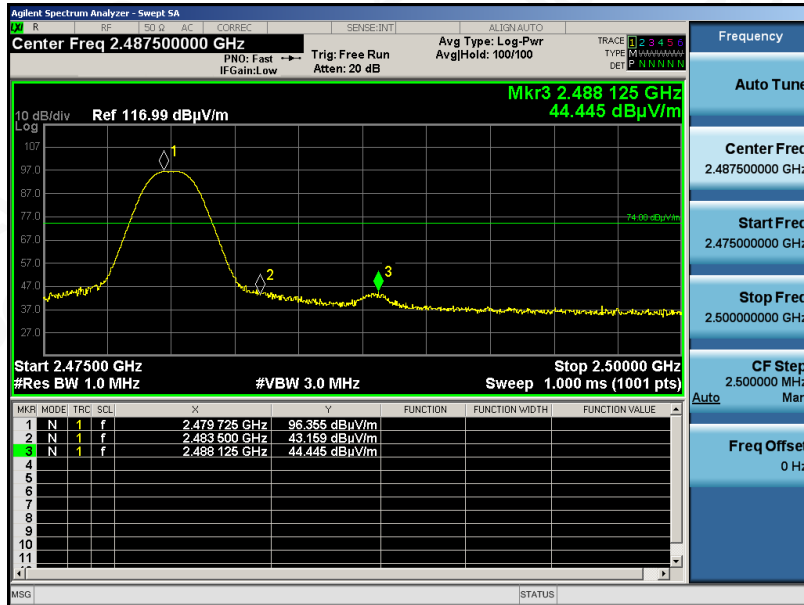 Agilent Spectrum Analyzer - Swept SA
LXI R RF 50 Ω AC CORREC SENSE:INT ALIGN AUTO
Center Freq 2.487500000 GHz
PNO: Fast
IFGain:Low
Trig: Free Run
Atten: 20 dB
Avg Type: Log-Pwr
Avg|Hold: 100/100
TRACE 1 2 3 4 5 6
TYPE M
DET P N N N N N
Mkr3 2.488 125 GHz
44.445 dBµV/m
10 dB/div Ref 116.99 dBµV/m
Log
107
97.0
87.0
77.0
67.0
57.0
47.0
37.0
27.0
1
2
3
74.00 dBµV/m
Start 2.47500 GHz Stop 2.50000 GHz
#Res BW 1.0 MHz #VBW 3.0 MHz Sweep 1.000 ms (1001 pts)
MKR MODE TRC SCL X Y FUNCTION FUNCTION WIDTH FUNCTION VALUE
1 N 1 f 2.479 725 GHz 96.355 dBµV/m
2 N 1 f 2.483 500 GHz 43.159 dBµV/m
3 N 1 f 2.488 125 GHz 44.445 dBµV/m
4
5
6
7
8
9
10
11
MSG STATUS
Frequency
Auto Tune
Center Freq
2.487500000 GHz
Start Freq
2.475000000 GHz
Stop Freq
2.500000000 GHz
CF Step
2.500000 MHz
Auto Man
Freq Offset
0 Hz